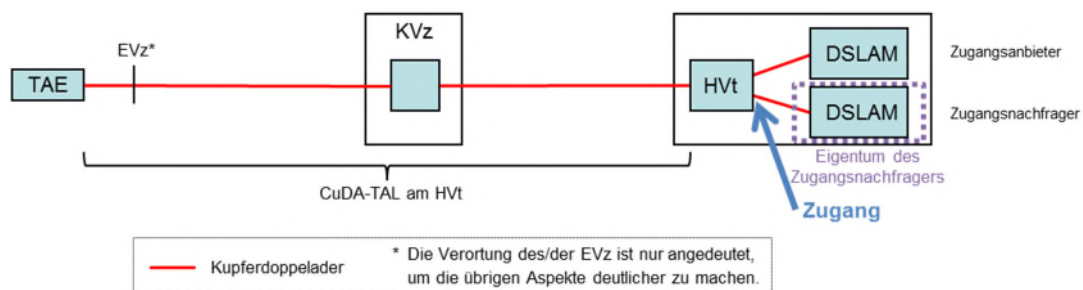 KVz
EVz*
TAE
HVt
DSLAM
Zugangsanbieter
DSLAM
Zugangsnachfrager
Eigentum des
Zugangsnachfragers
CuDA-TAL am HVt
Zugang
Kupferdoppelader
* Die Verortung des/der EVz ist nur angedeutet,
um die übrigen Aspekte deutlicher zu machen.